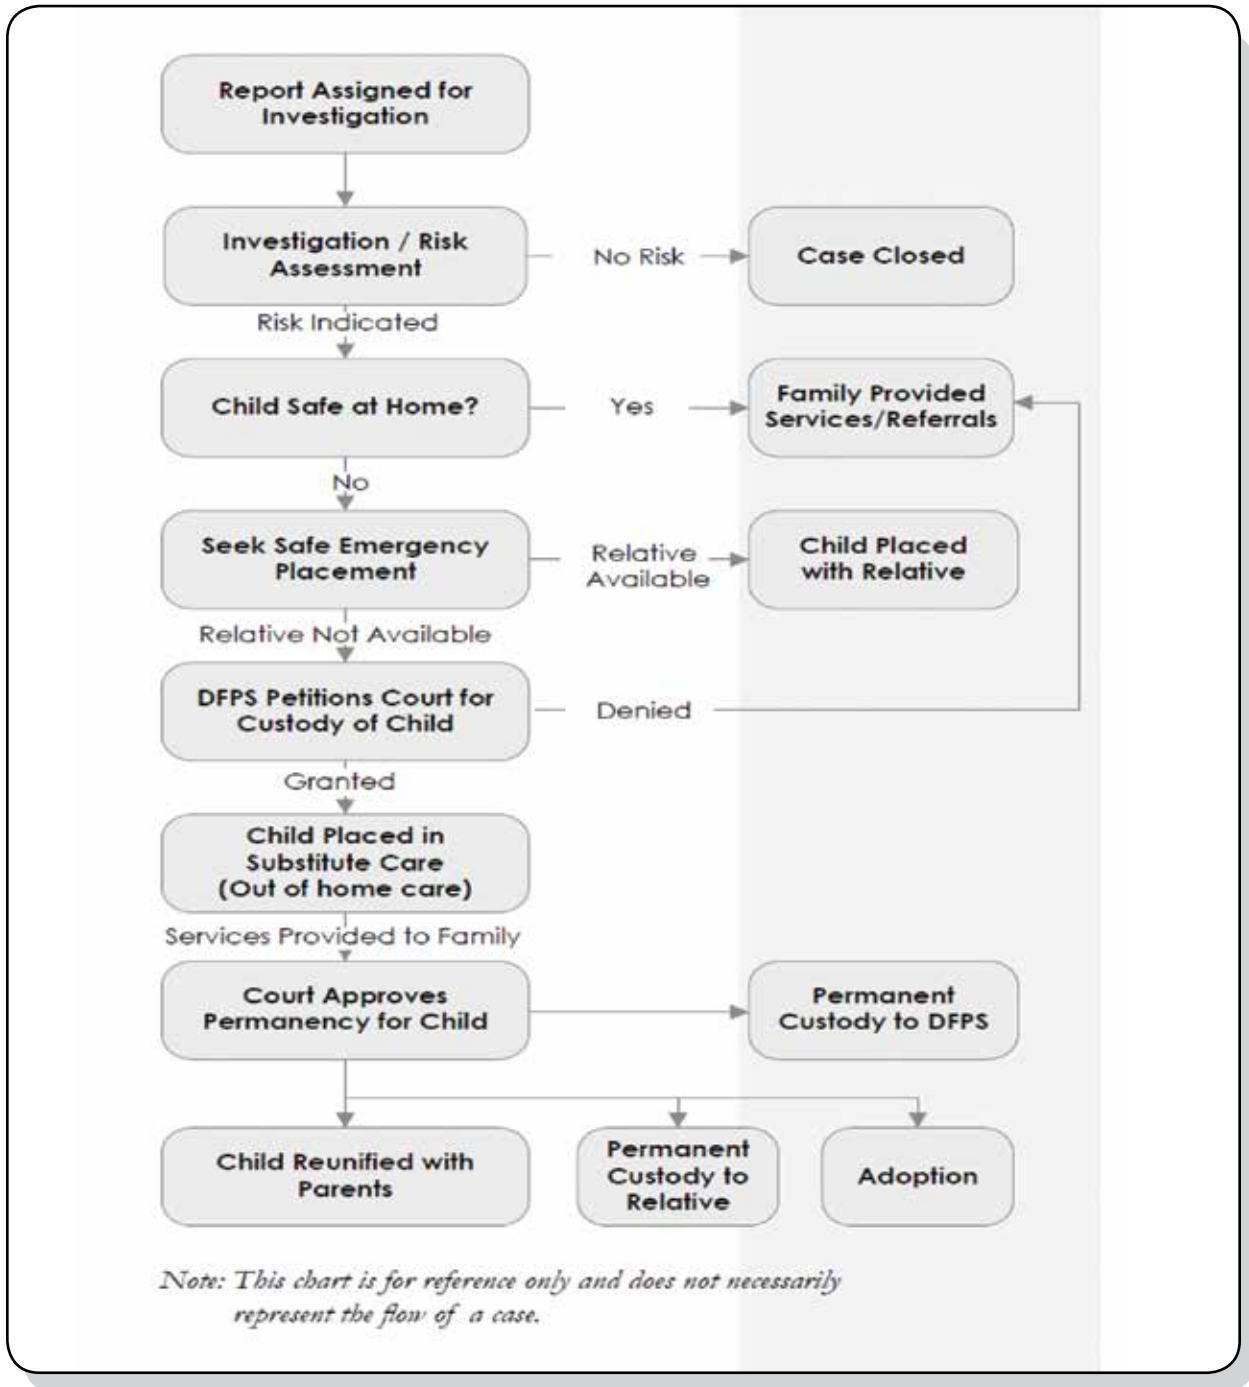 Report Assigned for
Investigation
Investigation / Risk
Assessment
No Risk
Case Closed
Risk Indicated
Child Safe at Home?
Yes
Family Provided
Services/Referrals
No
Seek Safe Emergency
Placement
Relative
Available
Child Placed
with Relative
Relative Not Available
DFPS Petitions Court for
Custody of Child
Denied
Granted
Child Placed in
Substitute Care
(Out of home care)
Services Provided to Family
Court Approves
Permanency for Child
Permanent
Custody to DFPS
Child Reunified with
Parents
Permanent
Custody to
Relative
Adoption
Note: This chart is for reference only and does not necessarily
represent the flow of a case.